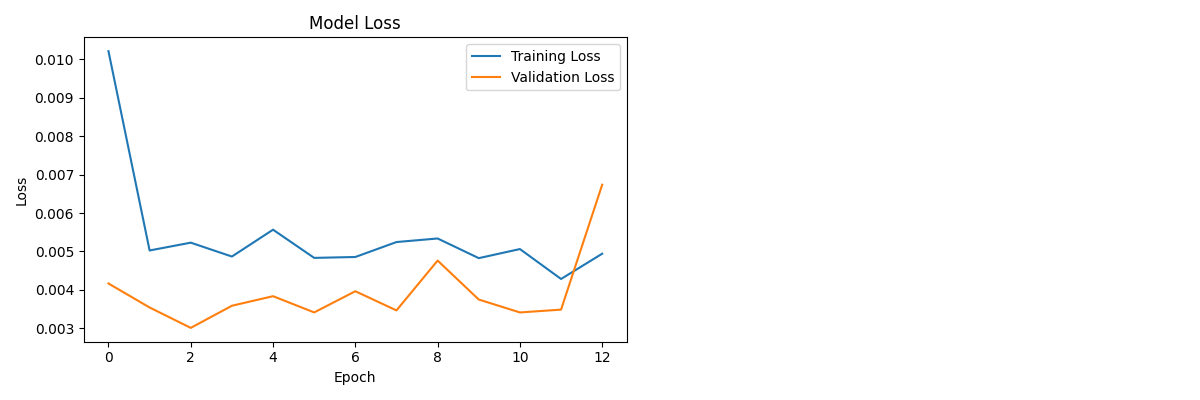 Model Loss
Training Loss
Validation Loss
0.010
0.009
0.008
0.007
0.006
0.005
0.004
0.003
Loss
0 2 4 6 8 10 12
Epoch